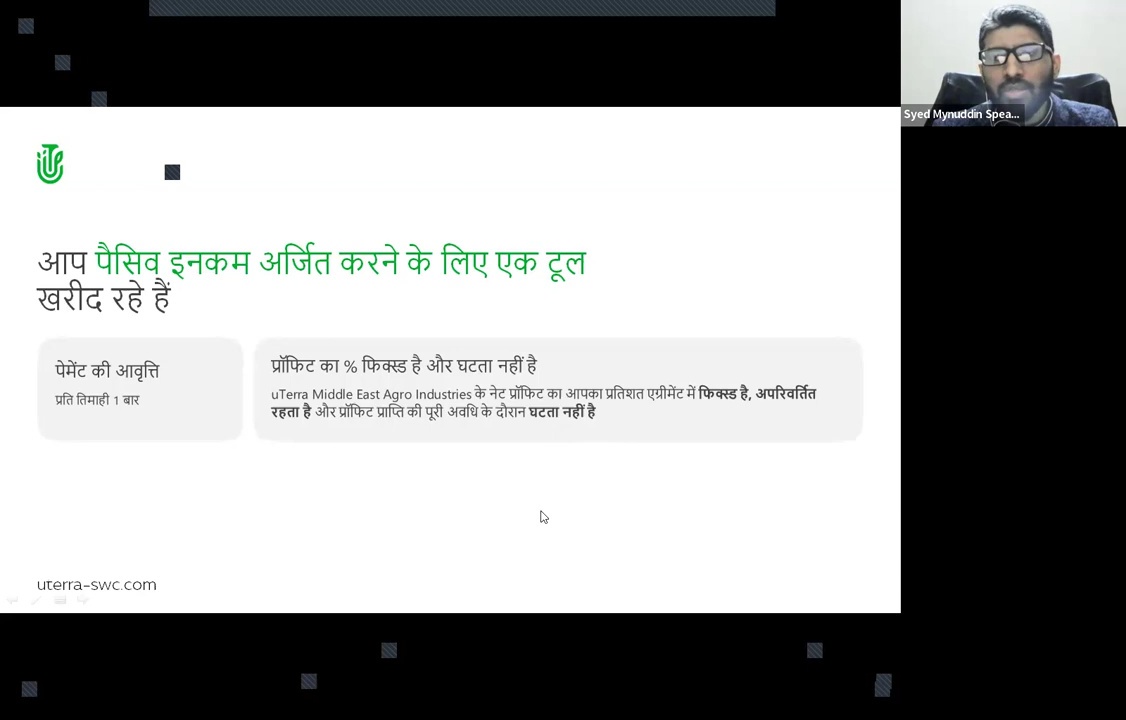 Syed Mynuddin Spea...
आप पैसिव इनकम अर्जित करने के लिए एक टूल
खरीद रहे हैं
पेमेंट की आवृत्ति
प्रति तिमाही 1 बार
प्रॉफिट का % फिक्स्ड है और घटता नहीं है
uTerra Middle East Agro Industries के नेट प्रॉफिट का आपका प्रतिशत एग्रीमेंट में फिक्स्ड है, अपरिवर्तित
रहता है और प्रॉफिट प्राप्ति की पूरी अवधि के दौरान घटता नहीं है
uterra-swc.com